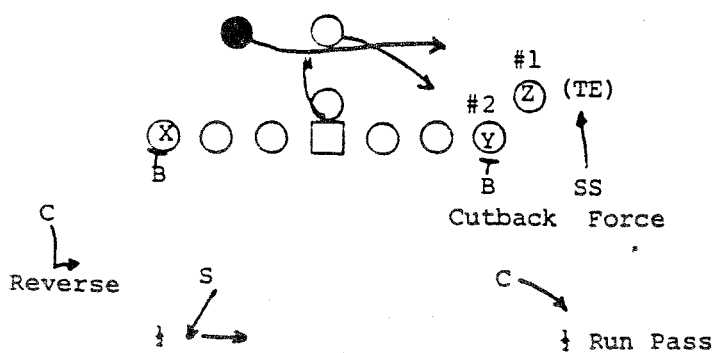 #1
Z (TE)
#2
X Y
B B SS
Cutback Force
C
Reverse
S C
½ ½ Run Pass